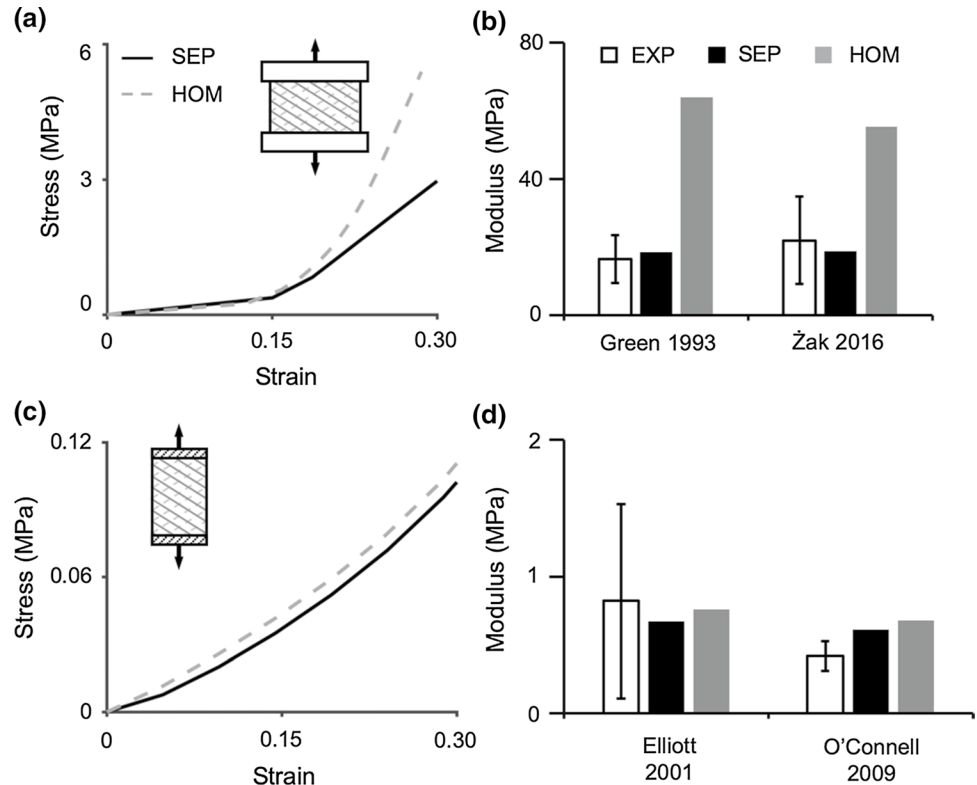 (a)
6
SEP
HOM
3
0
Stress (MPa)
0 0.15 0.30
Strain
(b)
80
EXP SEP HOM
40
0
Modulus (MPa)
Green 1993 Żak 2016
(c)
0.12
0.06
0
Stress (MPa)
0 0.15 0.30
Strain
(d)
2
1
0
Modulus (MPa)
Elliott
2001
O'Connell
2009